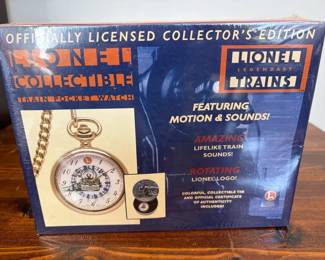 OFFICIALLY LICENSED COLLECTOR'S EDITION
LIONEL
COLLECTIBLE
TRAIN POCKET WATCH
LIONEL
LEGENDARY
TRAINS
FEATURING
MOTION & SOUNDS!
AMAZING
LIFELIKE TRAIN
SOUNDS!
ROTATING
LIONEL LOGO!
COLORFUL, COLLECTIBLE TIN
AND OFFICIAL CERTIFICATE
OF AUTHENTICITY
INCLUDED!